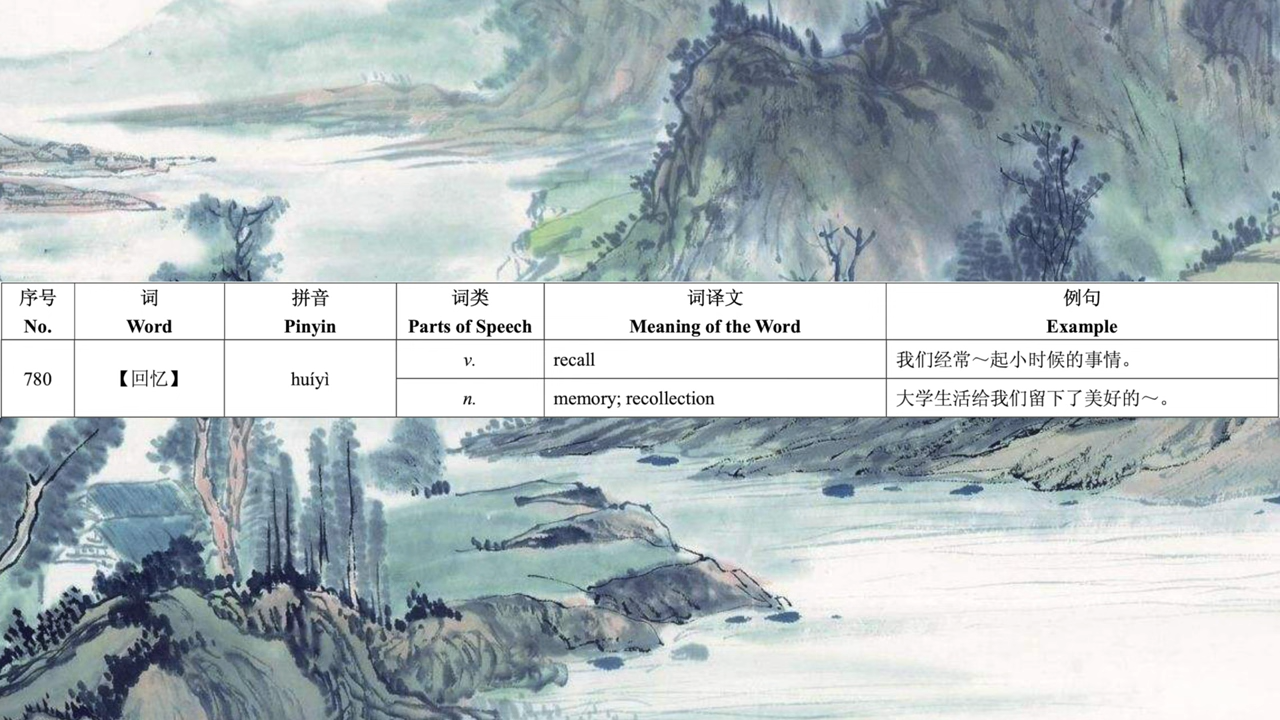 序号 词 拼音 词类 词译文 例句
No. Word Pinyin Parts of Speech Meaning of the Word Example
780 【回忆】 huíyì v. recall 我们经常～起小时候的事情。
n. memory; recollection 大学生活给我们留下了美好的～。